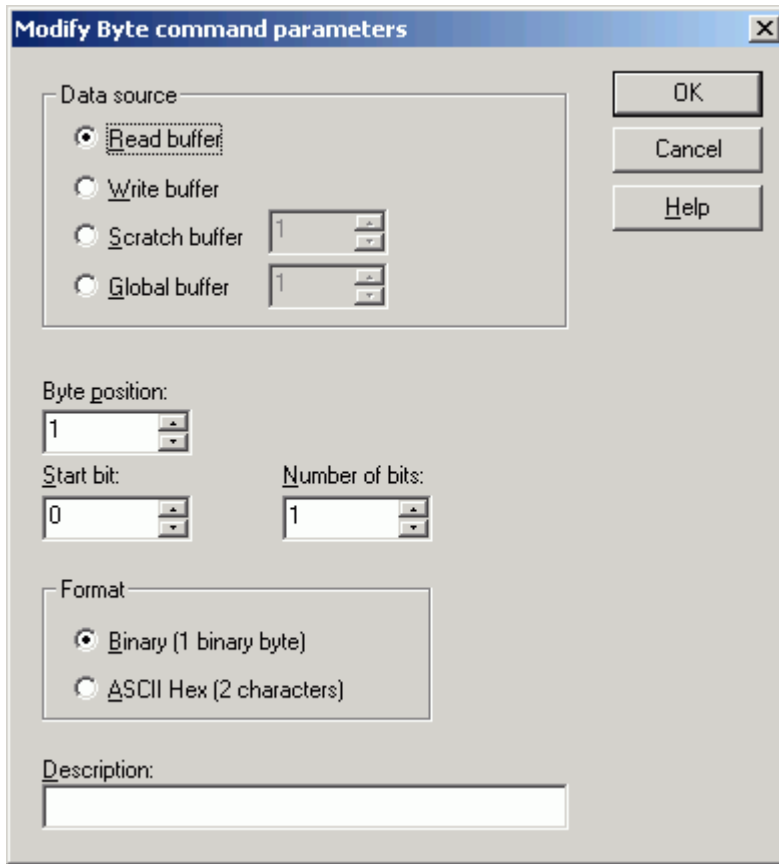 Modify Byte command parameters
Data source
OK
Read buffer
Cancel
Write buffer
Help
Scratch buffer 1
Global buffer 1
Byte position:
1
Start bit: Number of bits:
0 1
Format
Binary (1 binary byte)
ASCII Hex (2 characters)
Description: